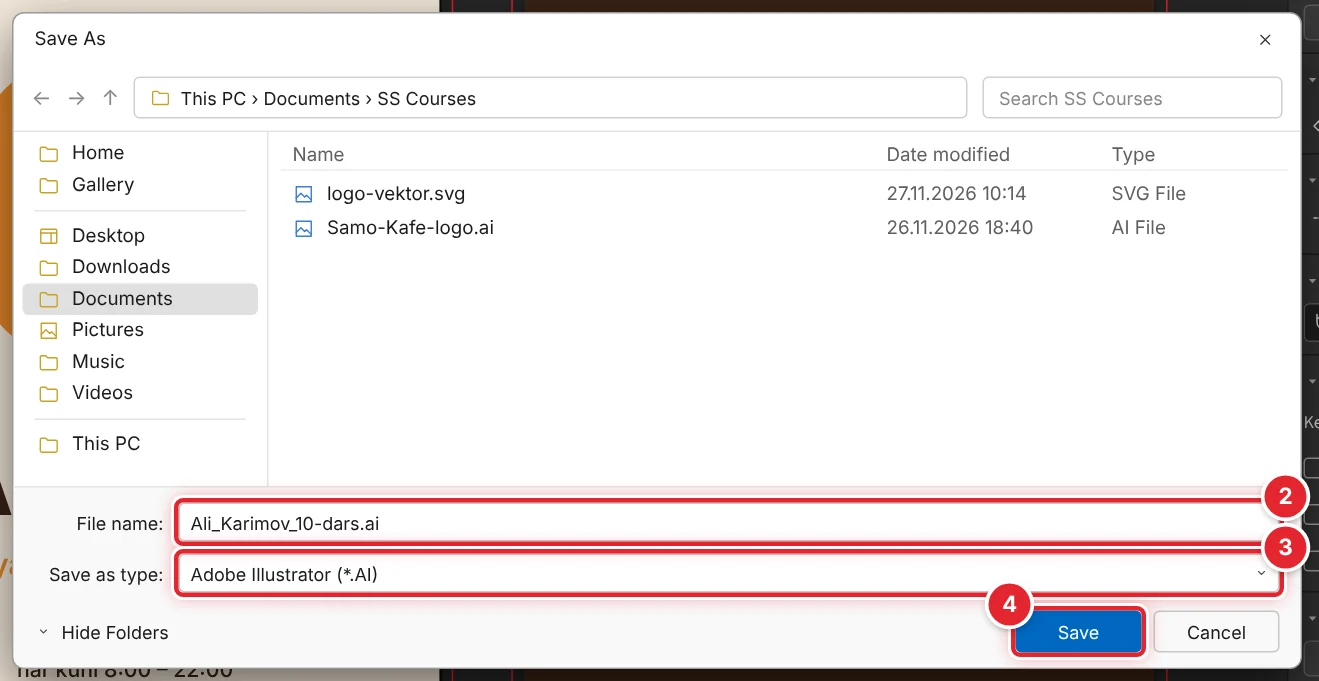 Save As
This PC › Documents › SS Courses
Search SS Courses
Home
Gallery
Desktop
Downloads
Documents
Pictures
Music
Videos
This PC
Name Date modified Type
logo-vektor.svg 27.11.2026 10:14 SVG File
Samo-Kafe-logo.ai 26.11.2026 18:40 AI File
2
File name: Ali_Karimov_10-dars.ai
3
Save as type: Adobe Illustrator (*.AI)
4
Hide Folders
Save
Cancel
har kuni 8:00 – 22:00